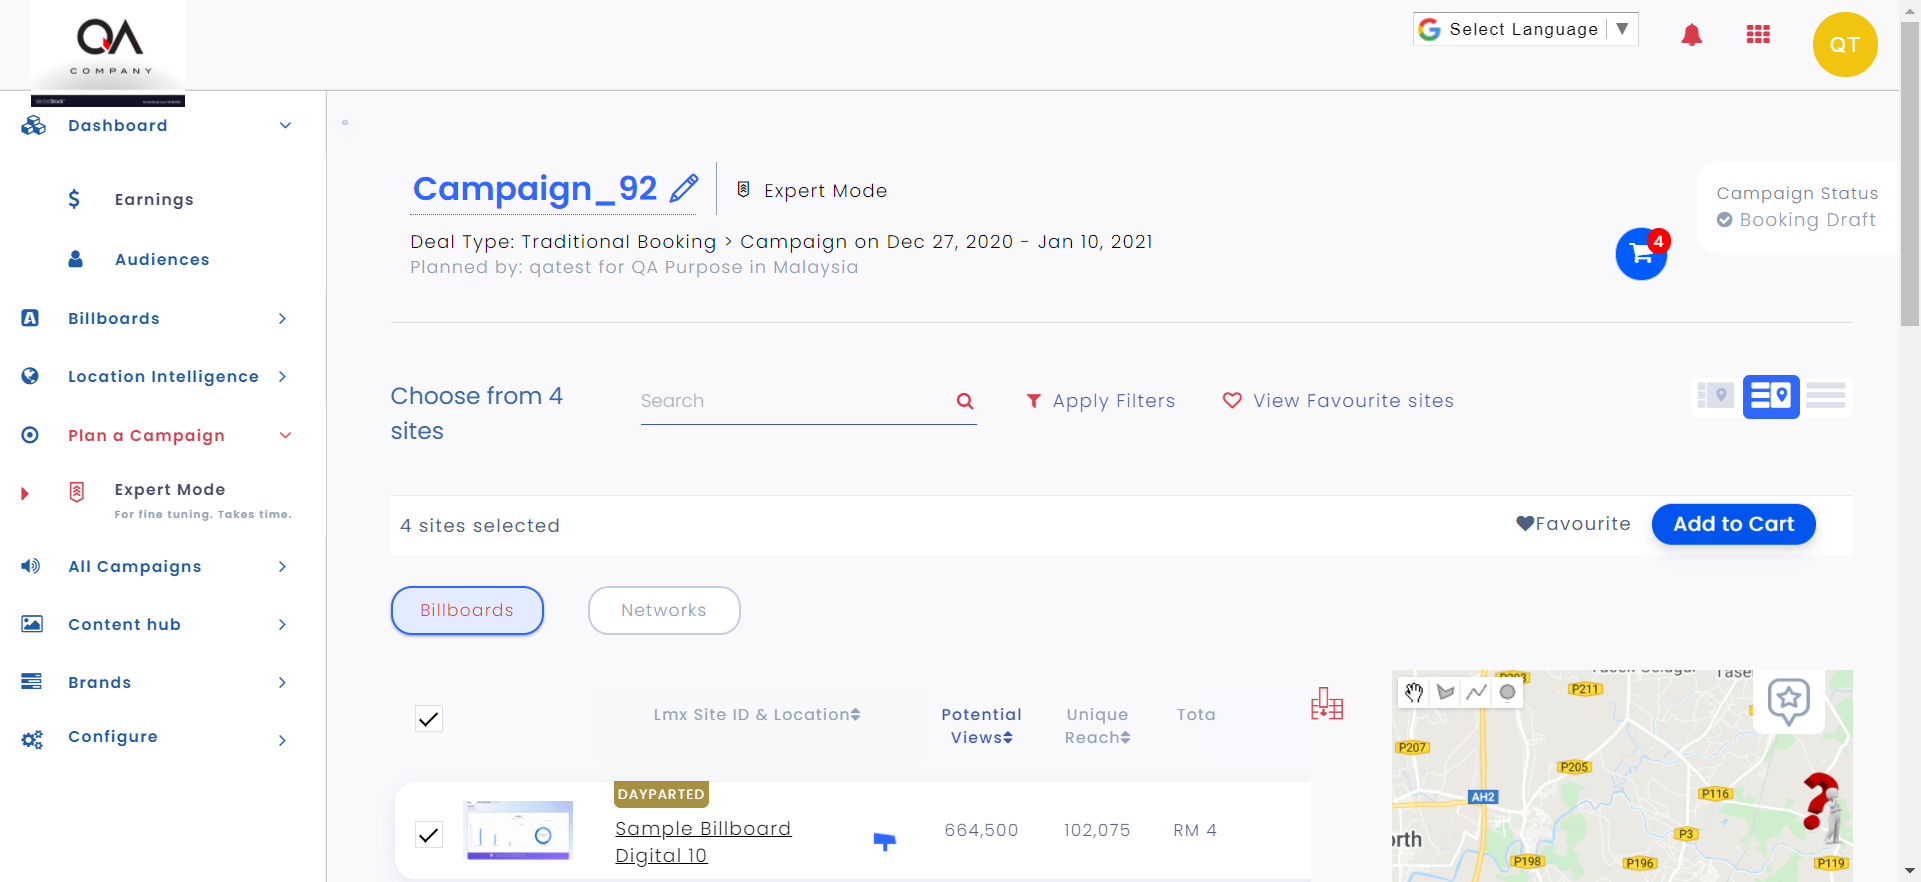 QA
COMPANY
Select Language ▼
QT
Dashboard
Earnings
Audiences
Billboards
Location Intelligence
Plan a Campaign
Expert Mode
For fine tuning. Takes time.
All Campaigns
Content hub
Brands
Configure
Campaign_92
Expert Mode
Deal Type: Traditional Booking > Campaign on Dec 27, 2020 - Jan 10, 2021
Planned by: qatest for QA Purpose in Malaysia
4
Campaign Status
Booking Draft
Choose from 4
sites
Search
Apply Filters
View Favourite sites
4 sites selected
Favourite
Add to Cart
Billboards
Networks
Lmx Site ID & Location
Potential
Views
Unique
Reach
Tota
DAYPARTED
Sample Billboard
Digital 10
664,500
102,075
RM 4
P211
P207
P205
AH2
P116
P3
orth
P198
P196
P119